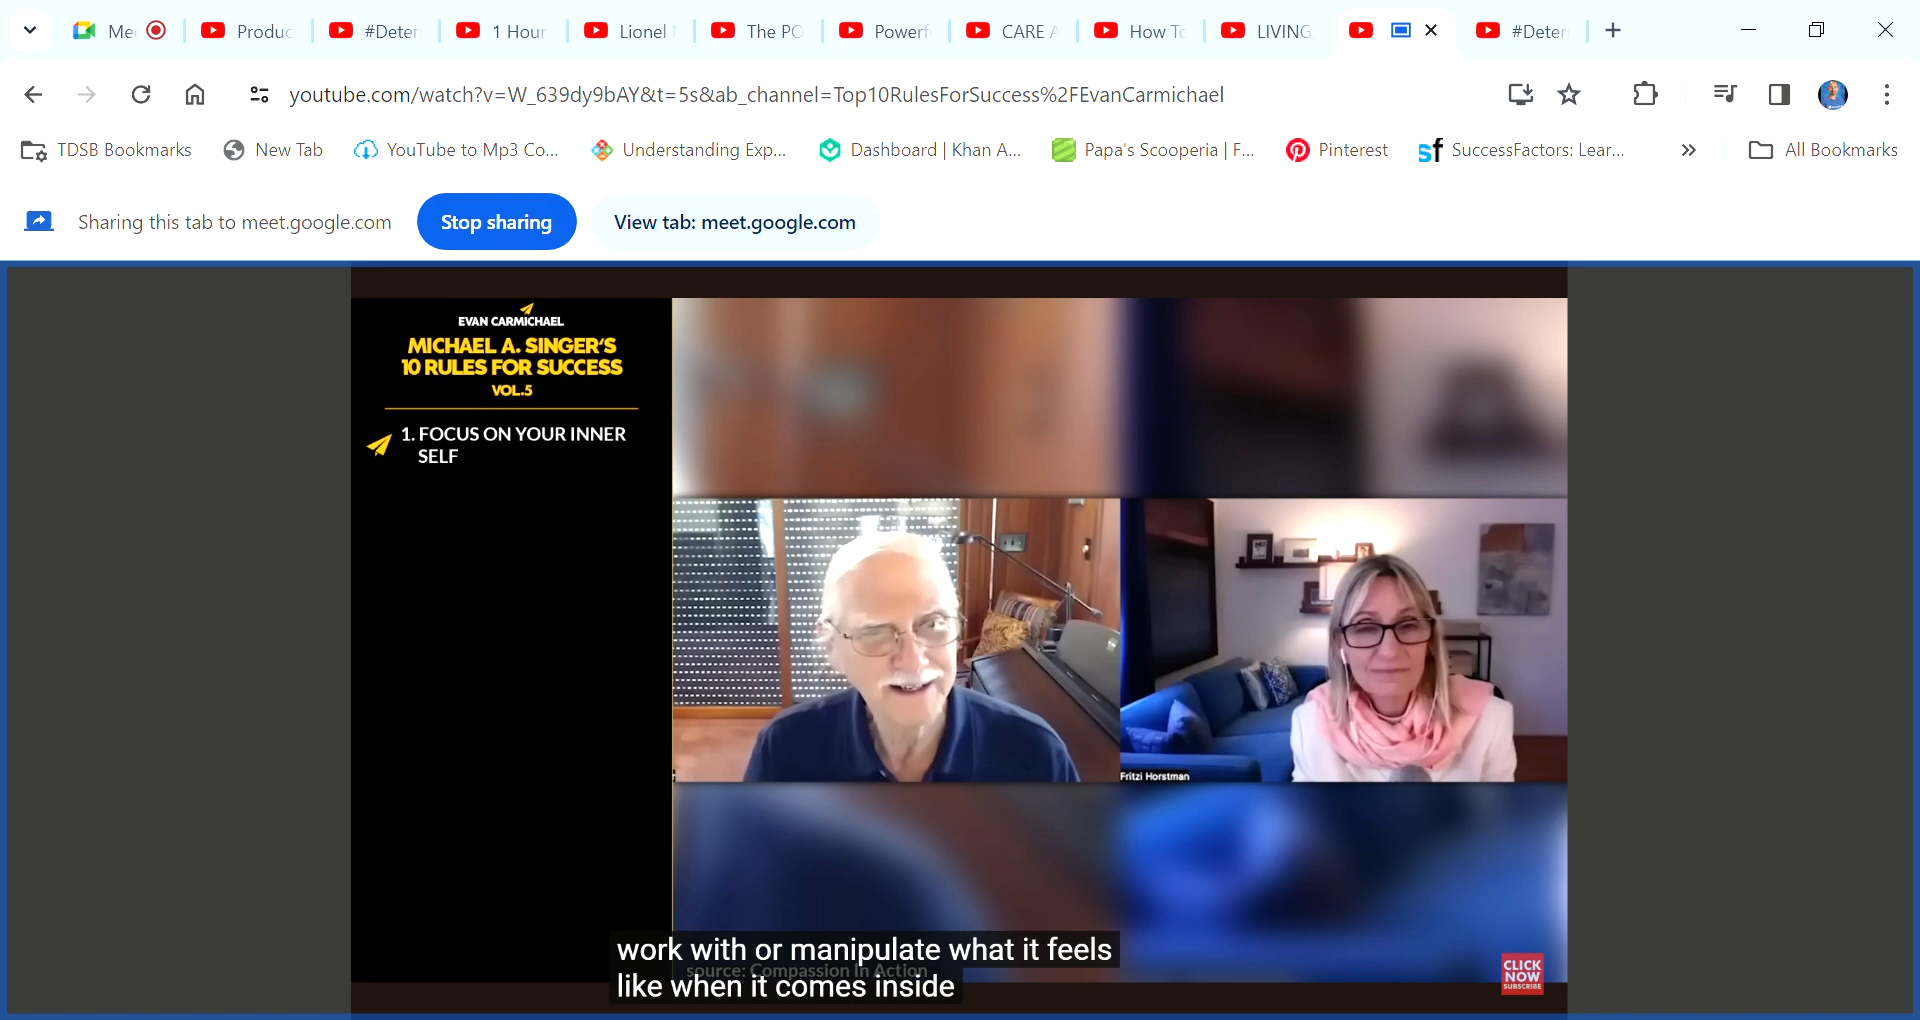 Mee
Produc
#Deter
1 Hour
Lionel
The PO
Powerf
CARE A
How To
LIVING
#Deter
youtube.com/watch?v=W_639dy9bAY&t=5s&ab_channel=Top10RulesForSuccess%2FEvanCarmichael
TDSB Bookmarks
New Tab
YouTube to Mp3 Co...
Understanding Exp...
Dashboard | Khan A...
Papa's Scooperia | F...
Pinterest
sf SuccessFactors: Lear...
All Bookmarks
Sharing this tab to meet.google.com
Stop sharing
View tab: meet.google.com
EVAN CARMICHAEL
MICHAEL A. SINGER'S
10 RULES FOR SUCCESS
VOL.5
1. FOCUS ON YOUR INNER
SELF
Fritzi Horstman
work with or manipulate what it feels
source: Compassion In Action
like when it comes inside
CLICK
NOW
SUBSCRIBE